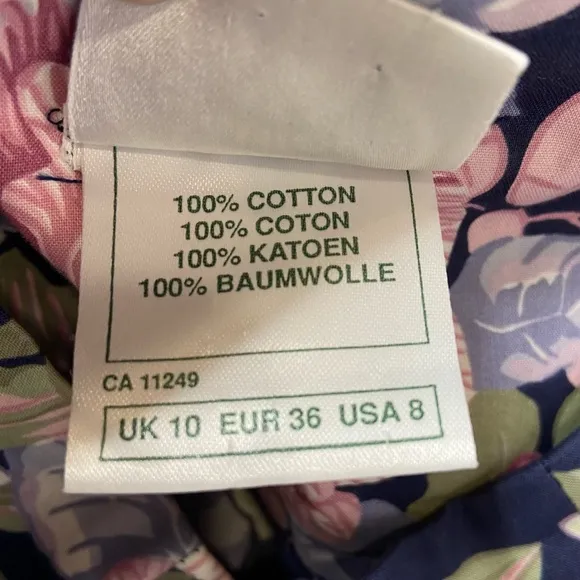 100% COTTON
100% COTON
100% KATOEN
100% BAUMWOLLE
CA 11249
UK 10 EUR 36 USA 8